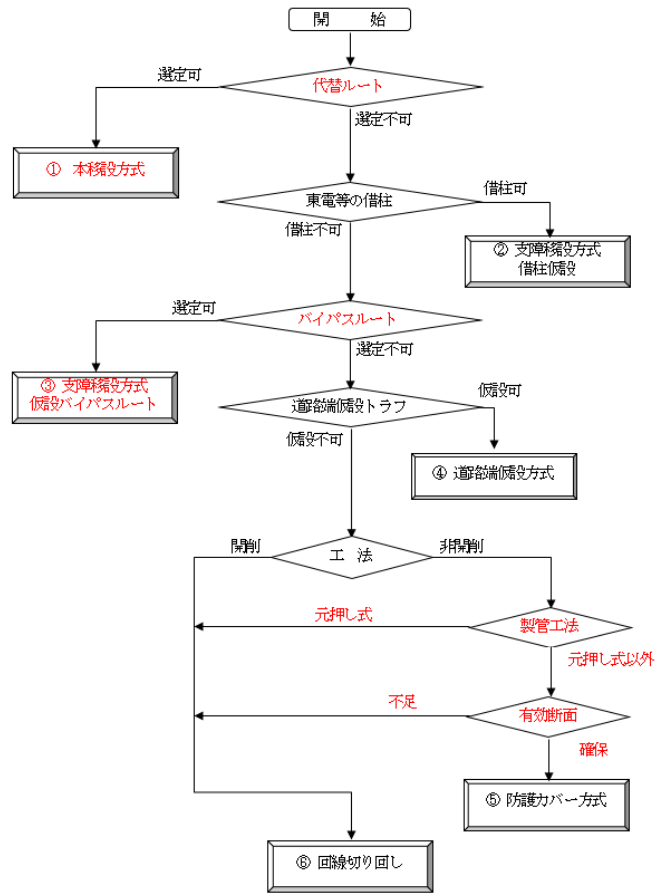 開　始
選定可
代替ルート
選定不可
① 本移設方式
借柱可
東電等の借柱
借柱不可
② 支障移設方式
借柱仮設
選定可
バイパスルート
選定不可
③ 支障移設方式
仮設バイパスルート
仮設可
道路端仮設トラフ
仮設不可
④ 道路端仮設方式
開削
工 法
非開削
元押し式
製管工法
元押し式以外
不足
有効断面
確保
⑤ 防護カバー方式
⑥ 回線切り回し